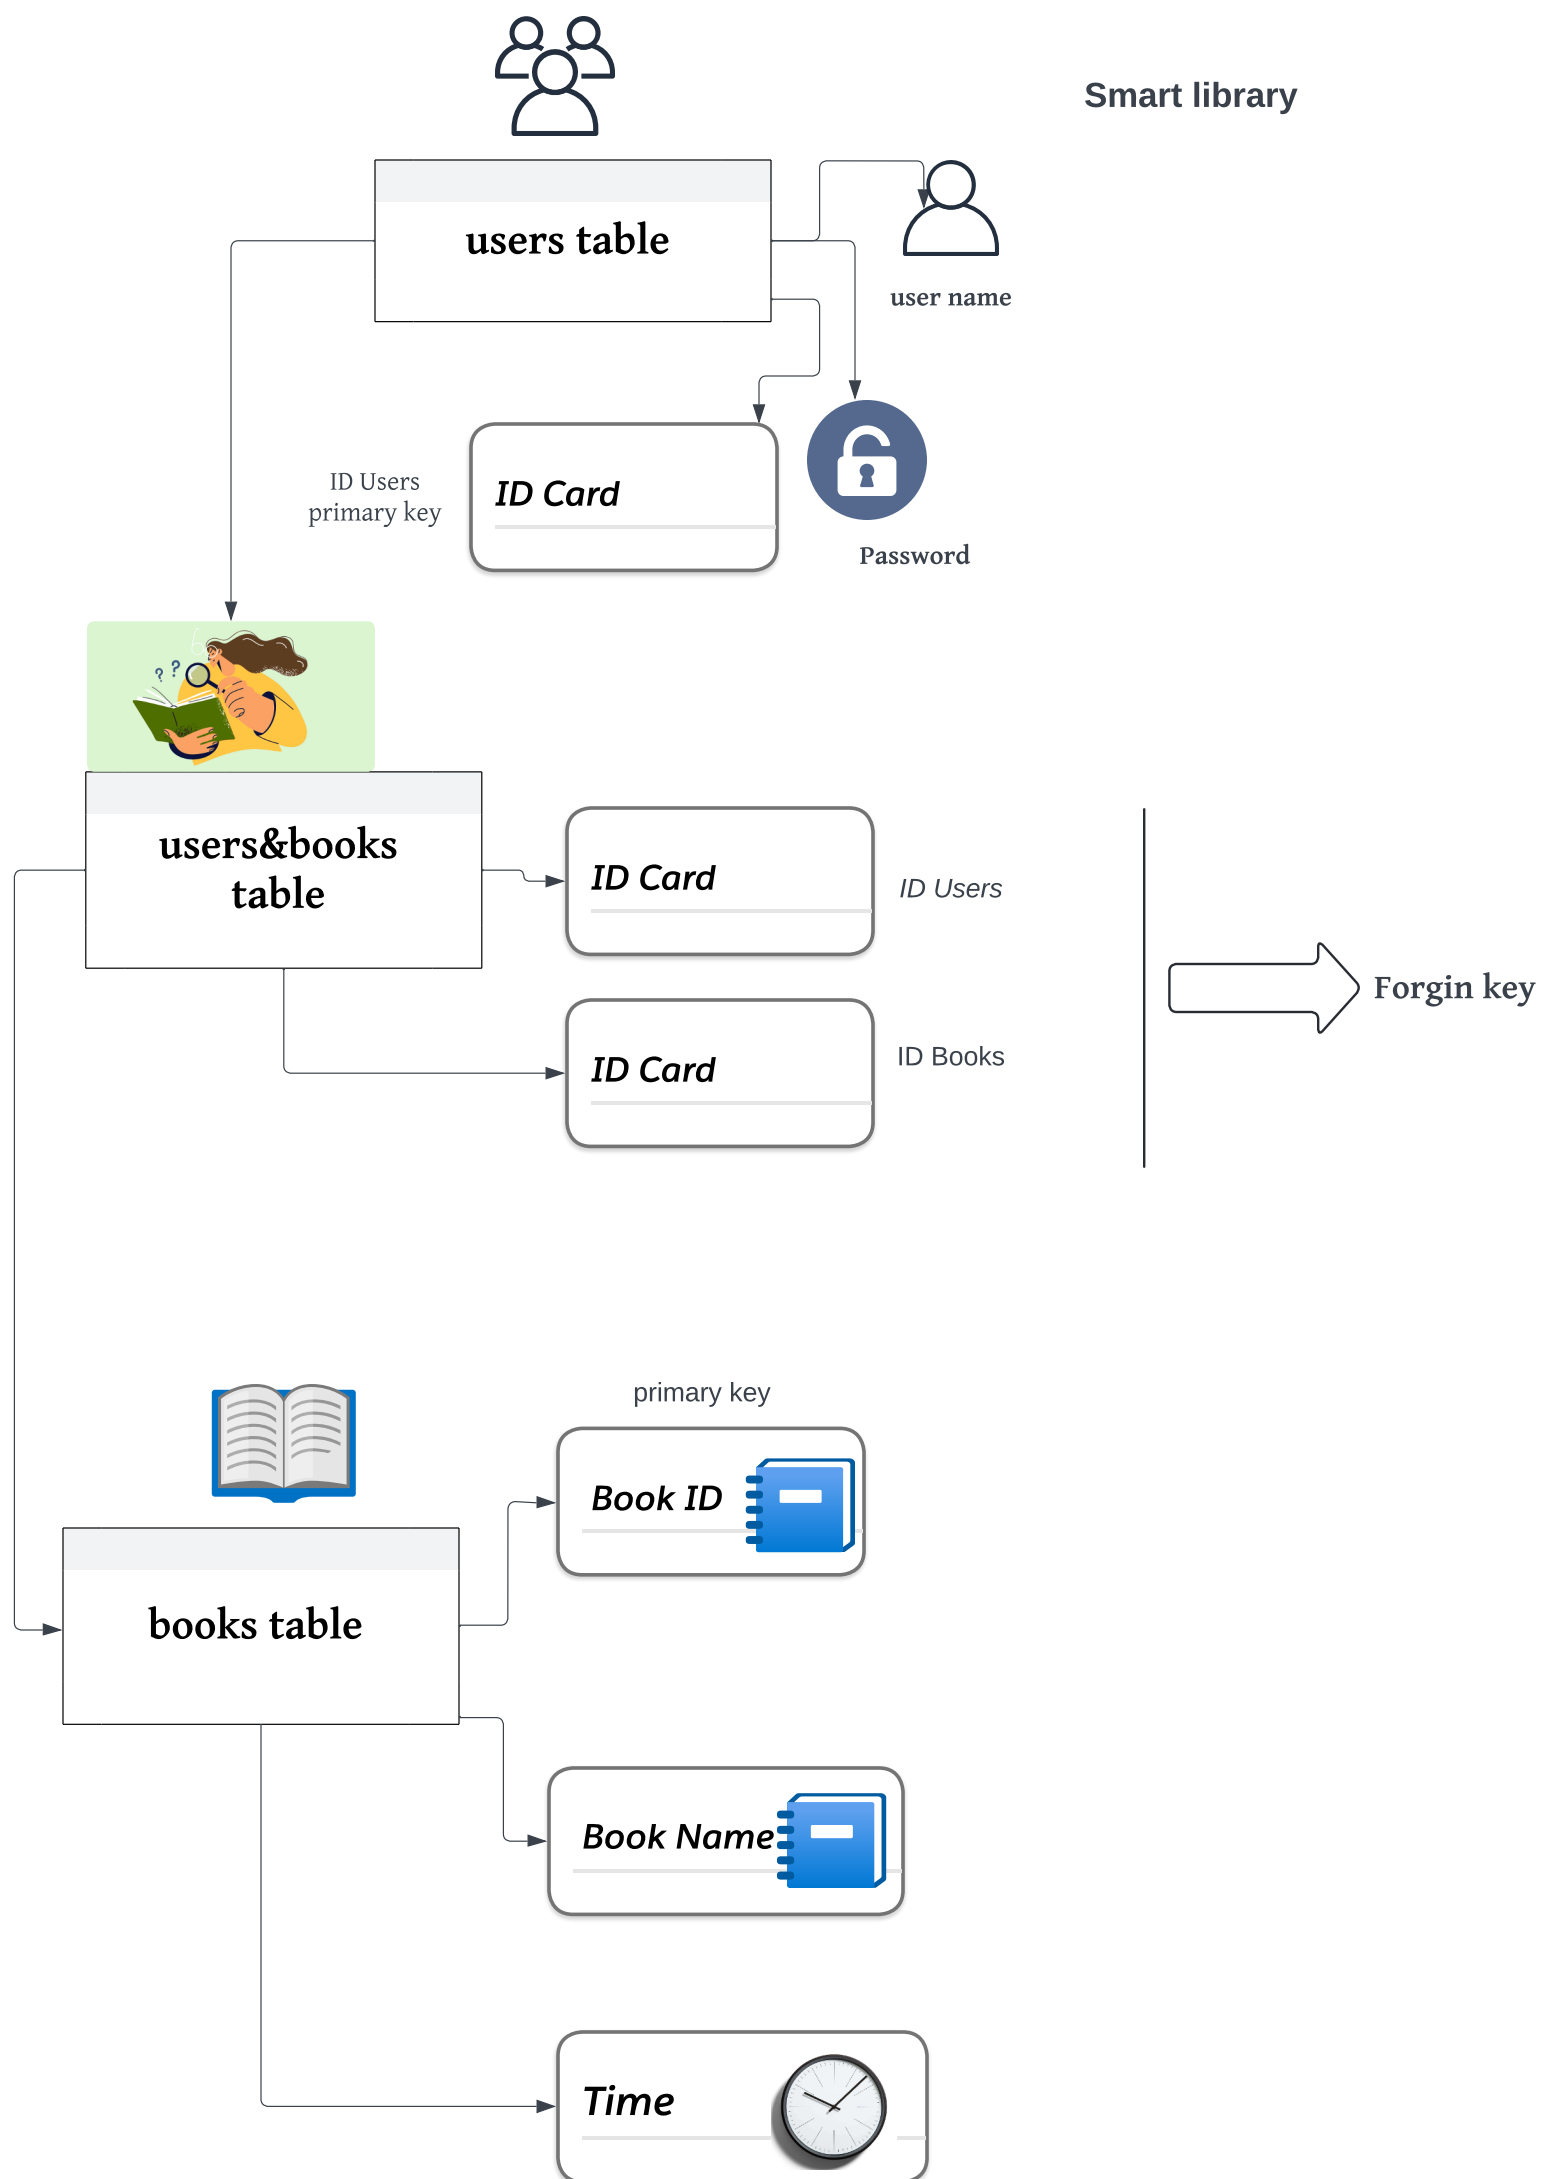 Smart library
users table
user name
ID Users
primary key
ID Card
Password
? ?
users&books
table
ID Card
ID Users
ID Card
ID Books
Forgin key
primary key
Book ID
books table
Book Name
Time